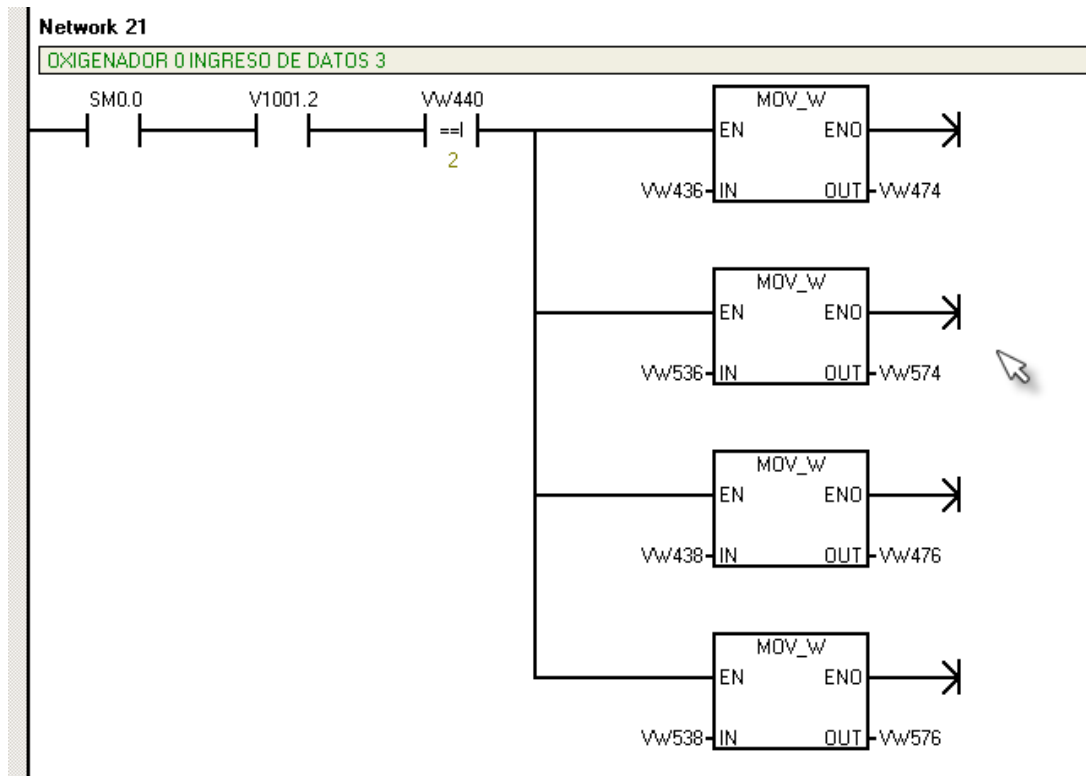 Network 21
OXIGENADOR 0 INGRESO DE DATOS 3
SM0.0 V1001.2 VW440
==I
2
MOV_W
EN ENO
VW436 IN OUT VW474
MOV_W
EN ENO
VW536 IN OUT VW574
MOV_W
EN ENO
VW438 IN OUT VW476
MOV_W
EN ENO
VW538 IN OUT VW576